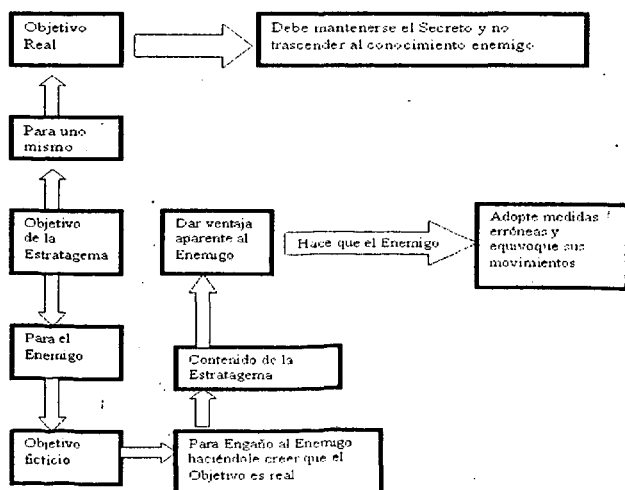 Objetivo
Real
Debe mantenerse el Secreto y no
trascender al conocimiento enemigo
Para uno
mismo
Objetivo
de la
Estratagema
Dar ventaja
aparente al
Enemigo
Hace que el Enemigo
Adopte medidas
erróneas y
equivoque sus
movimientos
Para el
Enemigo
Contenido de la
Estratagema
Objetivo
ficticio
Para Engaño al Enemigo
haciéndole creer que el
Objetivo es real